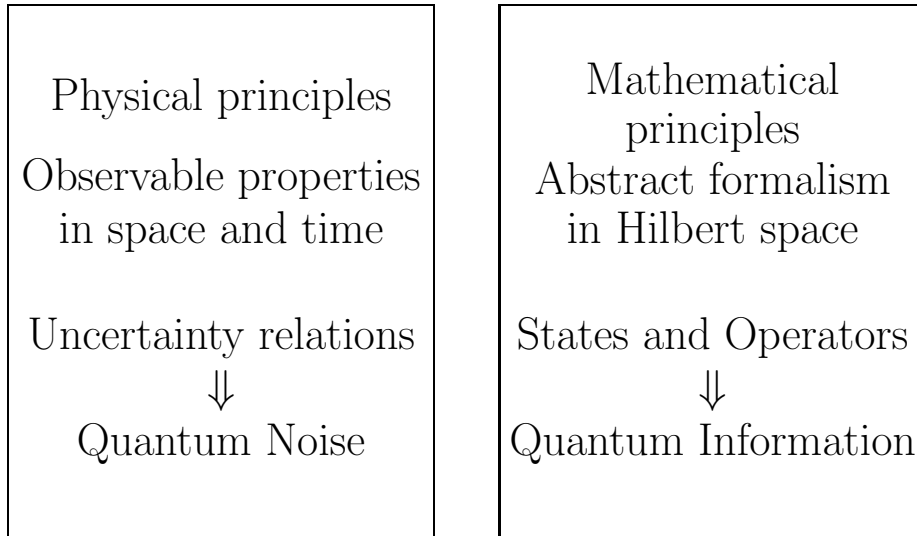 Physical principles
Observable properties
in space and time
Uncertainty relations
⇓
Quantum Noise
Mathematical
principles
Abstract formalism
in Hilbert space
States and Operators
⇓
Quantum Information